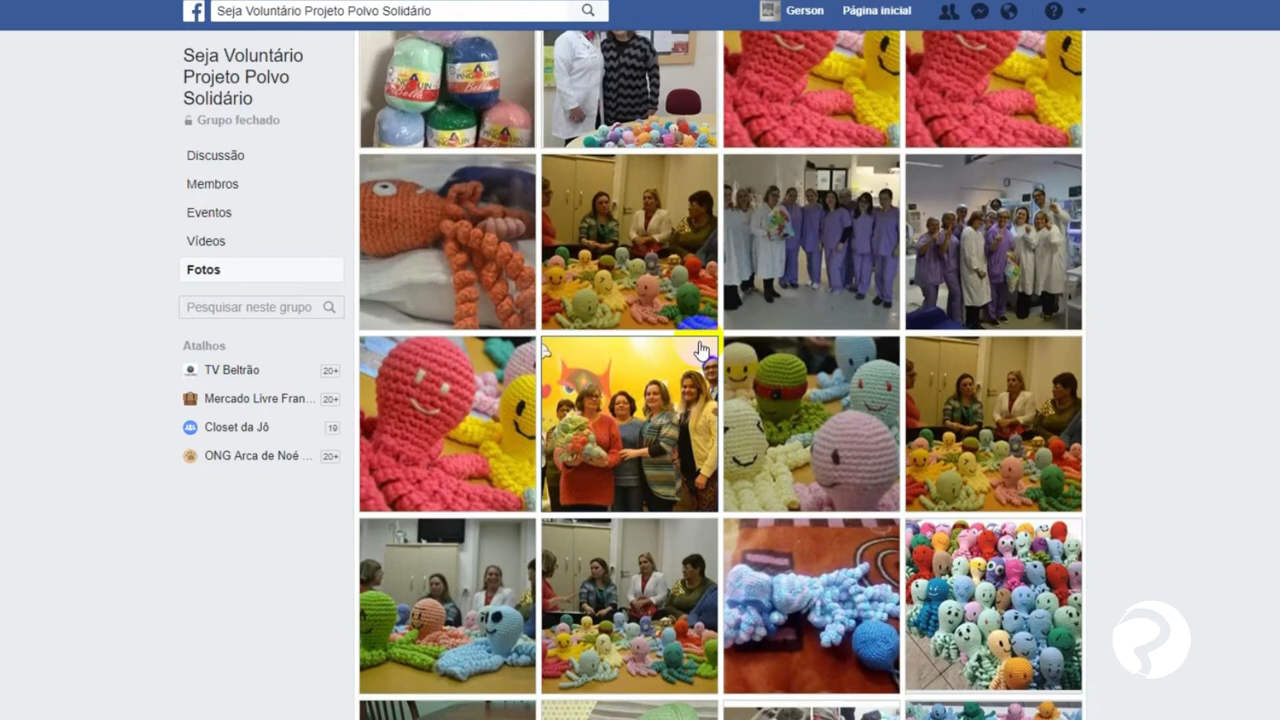 Seja Voluntário Projeto Polvo Solidário
Gerson
Página inicial
Seja Voluntário
Projeto Polvo
Solidário
Grupo fechado
Discussão
Membros
Eventos
Vídeos
Fotos
Pesquisar neste grupo
Atalhos
TV Beltrão 20+
Mercado Livre Fran... 20+
Closet da Jô 19
ONG Arca de Noé ... 20+
PINGOUIN
Bella